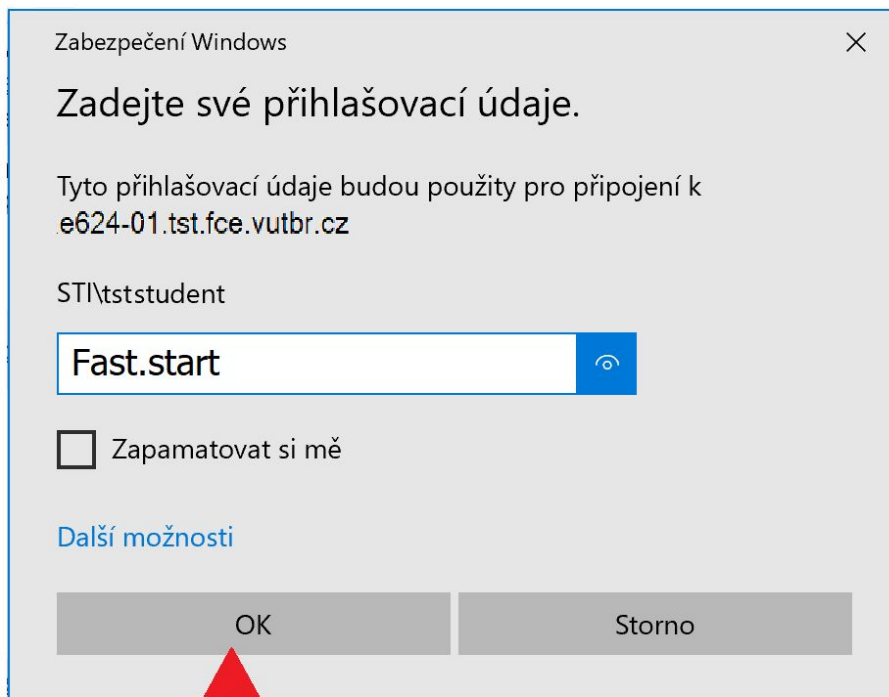 Zabezpečení Windows
Zadejte své přihlašovací údaje.
Tyto přihlašovací údaje budou použity pro připojení k
e624-01.tst.fce.vutbr.cz
STI\tststudent
Fast.start
Zapamatovat si mě
Další možnosti
OK
Storno